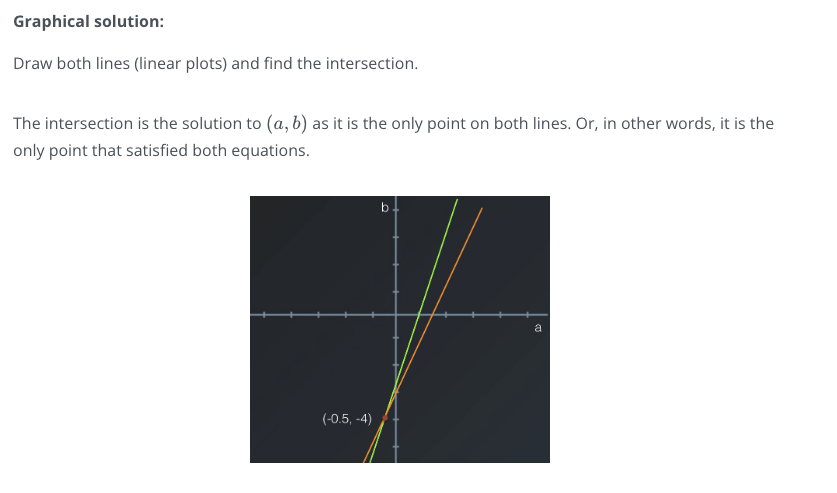 Graphical solution:
Draw both lines (linear plots) and find the intersection.
The intersection is the solution to (a, b) as it is the only point on both lines. Or, in other words, it is the
only point that satisfied both equations.
b
a
(-0.5, -4)